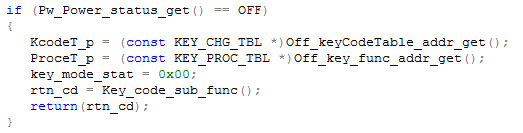 if (Pw_Power_status_get() == OFF)
{
    KcodeT_p = (const KEY_CHG_TBL *)Off_keyCodeTable_addr_get();
    ProceT_p = (const KEY_PROC_TBL *)Off_key_func_addr_get();
    key_mode_stat = 0x00;
    rtn_cd = Key_code_sub_func();
    return(rtn_cd);
}